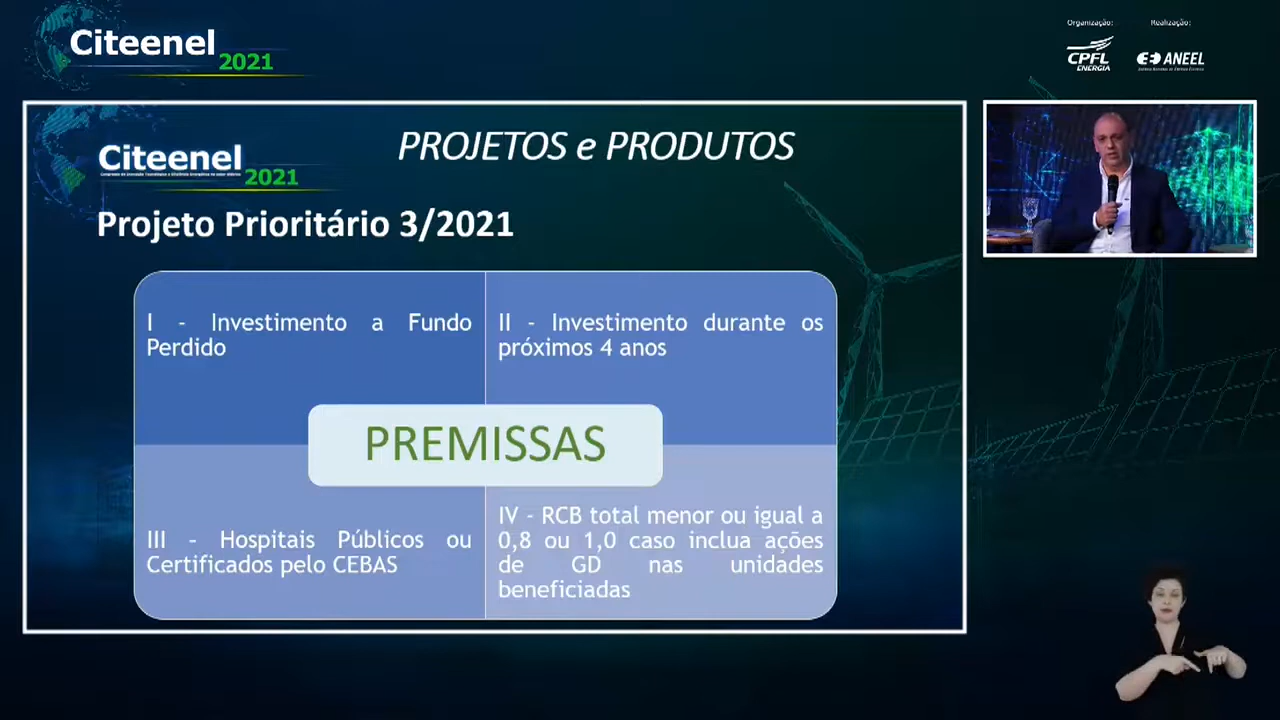 Citeenel
2021
Organização:
Realização:
CPFL
ENERGIA
ANEEL
Citeenel
2021
PROJETOS e PRODUTOS
Projeto Prioritário 3/2021
I - Investimento a Fundo
Perdido
II - Investimento durante os
próximos 4 anos
PREMISSAS
III - Hospitais Públicos ou
Certificados pelo CEBAS
IV - RCB total menor ou igual a
0,8 ou 1,0 caso inclua ações
de GD nas unidades
beneficiadas